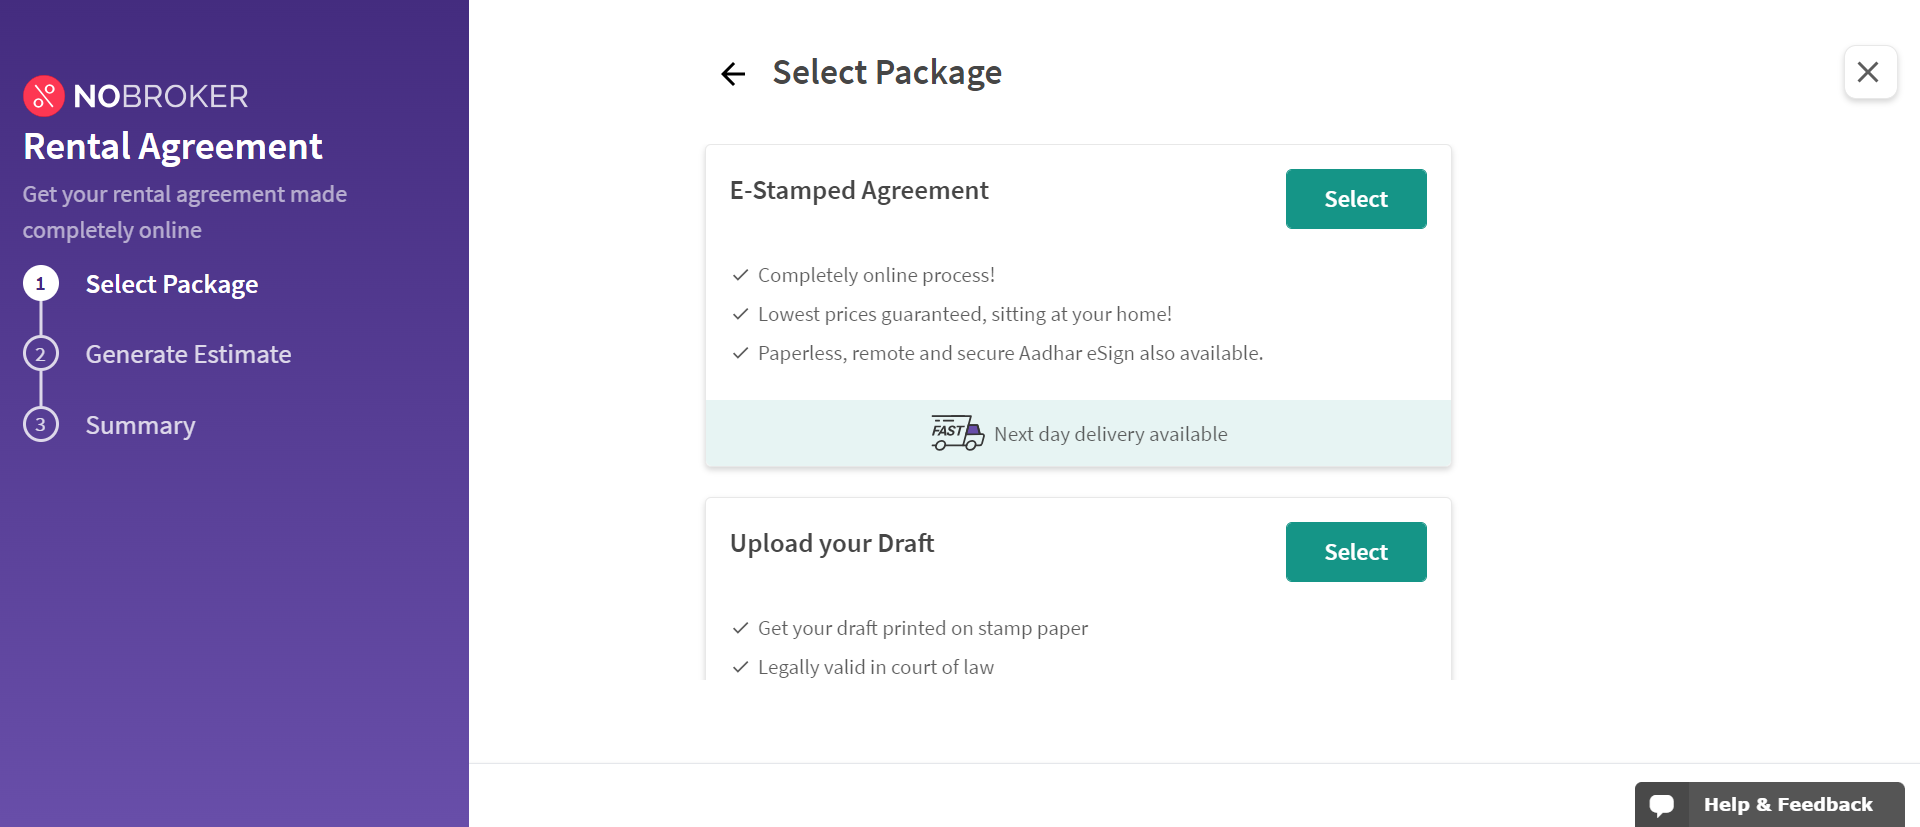 NOBROKER
Rental Agreement
Get your rental agreement made
completely online
1 Select Package
2 Generate Estimate
3 Summary
Select Package
E-Stamped Agreement
Select
Completely online process!
Lowest prices guaranteed, sitting at your home!
Paperless, remote and secure Aadhar eSign also available.
FAST Next day delivery available
Upload your Draft
Select
Get your draft printed on stamp paper
Legally valid in court of law
Help & Feedback